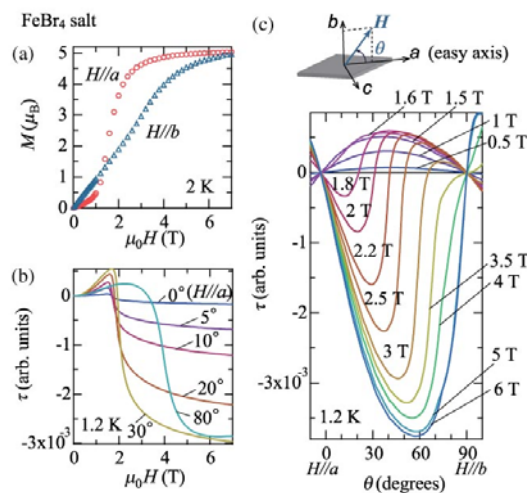 FeBr₄ salt
(a)
M (μB)
5
4
3
2
1
0
H//a
H//b
2 K
0
2
4
6
μ₀H (T)
(b)
τ (arb. units)
0
-1
-2
-3x10³
0° (H//a)
5°
10°
20°
80°
30°
1.2 K
0
2
4
6
μ₀H (T)
(c)
b
H
θ
a (easy axis)
c
1.6 T
1.5 T
1 T
0.5 T
1.8 T
2 T
2.2 T
2.5 T
3 T
3.5 T
4 T
5 T
6 T
τ (arb. units)
0
-1
-2
-3x10³
1.2 K
0
30
60
90
H//a
H//b
θ (degrees)